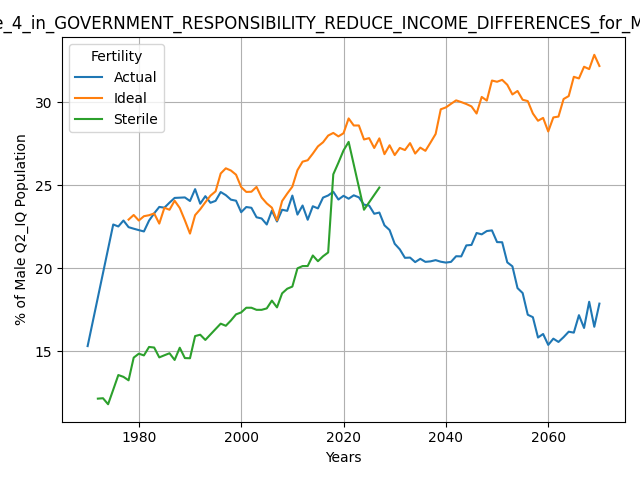 e_4_in_GOVERNMENT_RESPONSIBILITY_REDUCE_INCOME_DIFFERENCES_for_M
Fertility
Actual
Ideal
Sterile
% of Male Q2_IQ Population
30
25
20
15
1980
2000
2020
2040
2060
Years